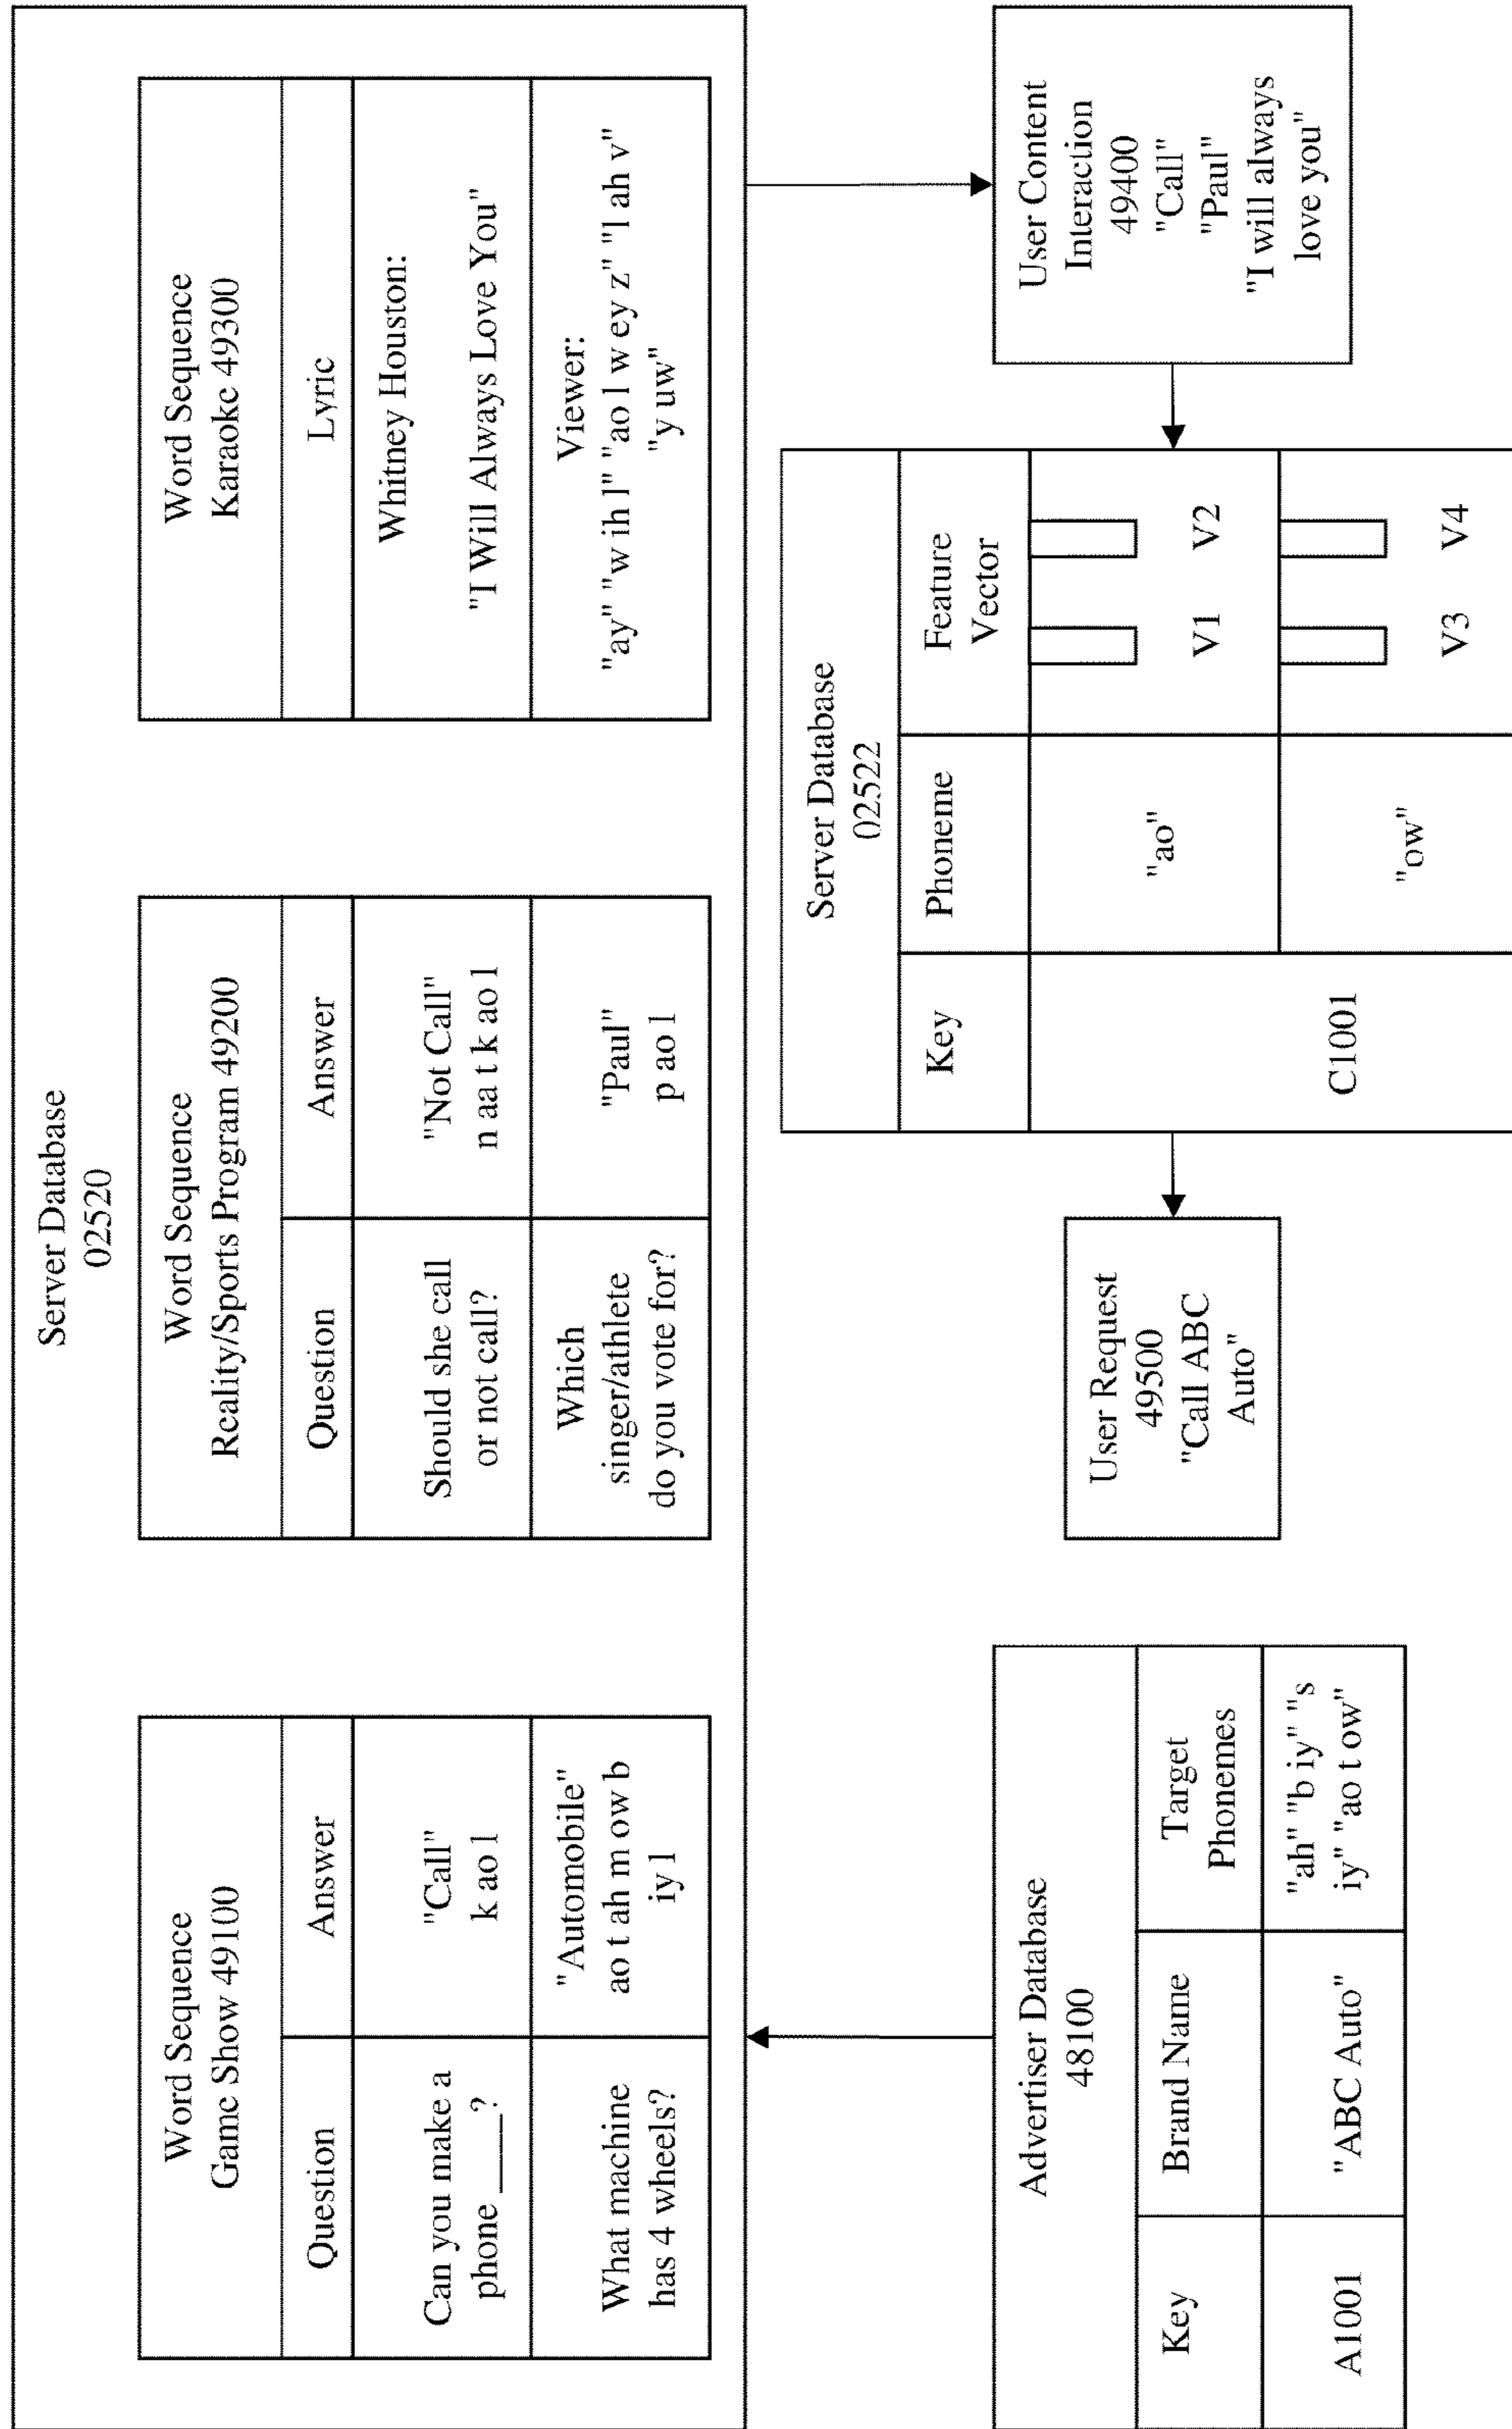 Server Database
02520
Word Sequence
Game Show 49100
Question
Answer
Can you make a
phone ____?
"Call"
k ao l
What machine
has 4 wheels?
"Automobile"
ao t ah m ow b
iy l
Word Sequence
Reality/Sports Program 49200
Question
Answer
Should she call
or not call?
"Not Call"
n aa t k ao l
Which
singer/athlete
do you vote for?
"Paul"
p ao l
Word Sequence
Karaoke 49300
Lyric
Whitney Houston:
"I Will Always Love You"
Viewer:
"ay" "w ih l" "ao l w ey z" "l ah v"
"y uw"
Advertiser Database
48100
Key
Brand Name
Target
Phonemes
A1001
"ABC Auto"
"ah" "b iy" "s
iy" "ao t ow"
User Request
49500
"Call ABC
Auto"
Server Database
02522
Key
Phoneme
Feature
Vector
C1001
"ao"
V1 V2
"ow"
V3 V4
User Content
Interaction
49400
"Call"
"Paul"
"I will always
love you"